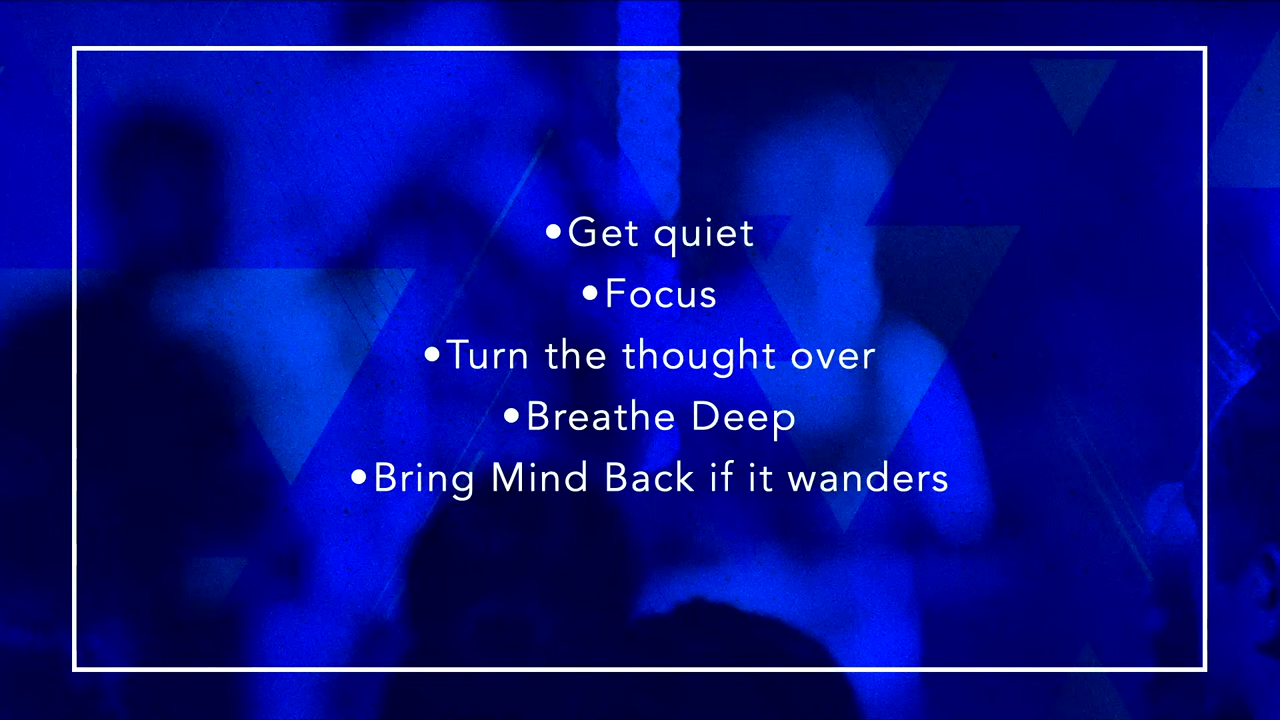 •Get quiet
•Focus
•Turn the thought over
•Breathe Deep
•Bring Mind Back if it wanders